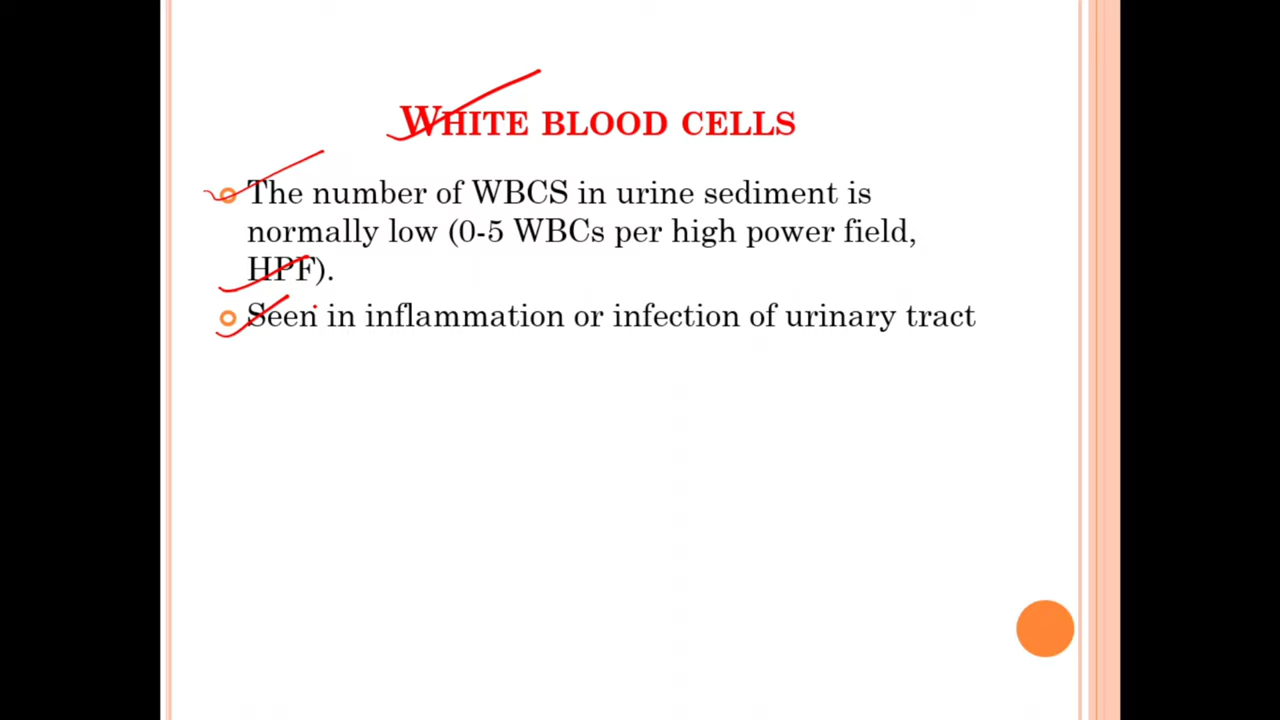 WHITE BLOOD CELLS
The number of WBCS in urine sediment is
normally low (0-5 WBCs per high power field,
HPF).
Seen in inflammation or infection of urinary tract